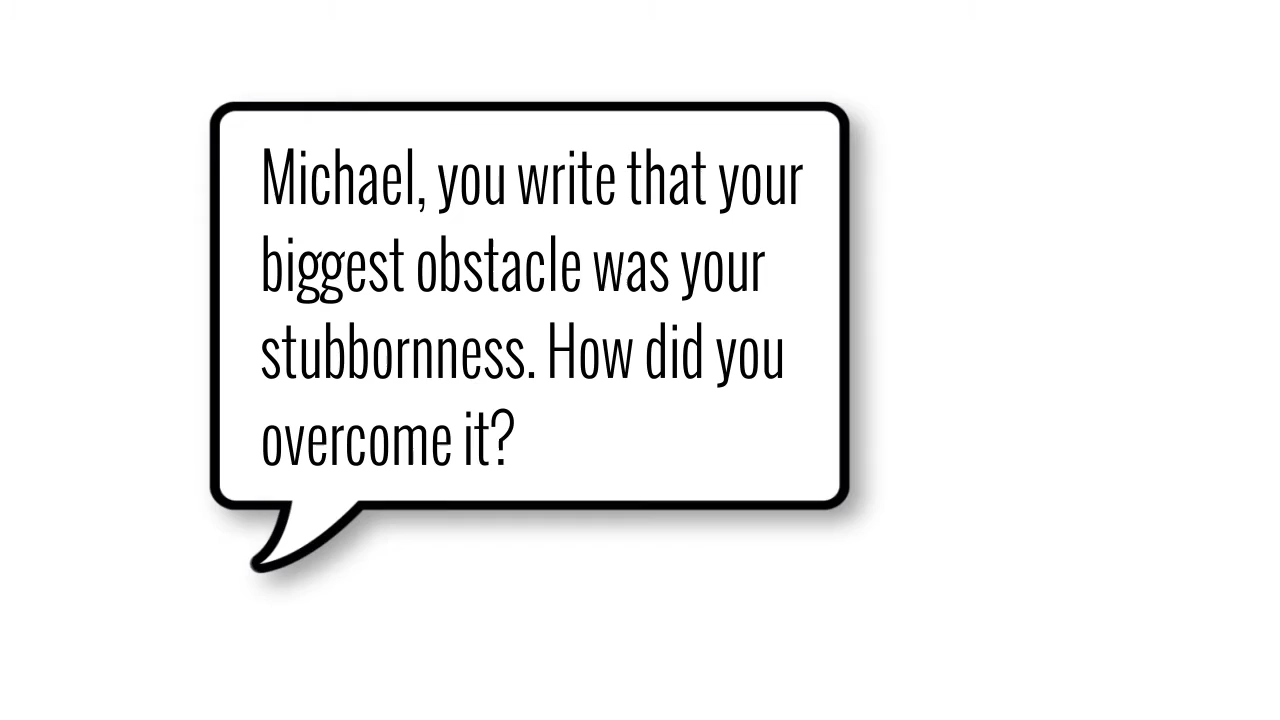 Michael, you write that your
biggest obstacle was your
stubbornness. How did you
overcome it?